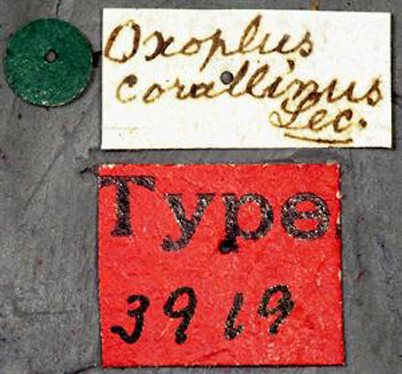 Oxoplus
corallinus
Lec.
Type
3919